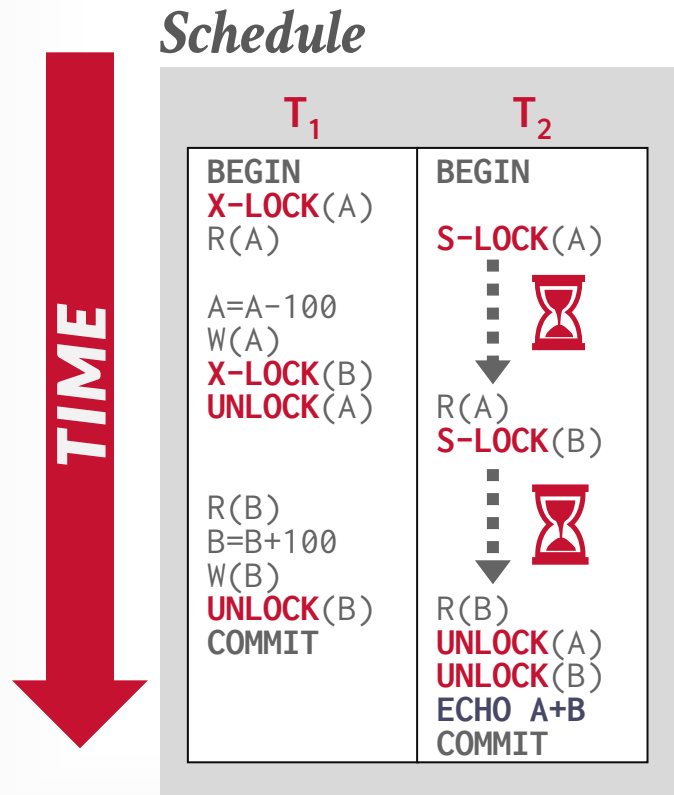 Schedule
TIME
T1
BEGIN
X-LOCK(A)
R(A)
A=A-100
W(A)
X-LOCK(B)
UNLOCK(A)
R(B)
B=B+100
W(B)
UNLOCK(B)
COMMIT
T2
BEGIN
S-LOCK(A)
R(A)
S-LOCK(B)
R(B)
UNLOCK(A)
UNLOCK(B)
ECHO A+B
COMMIT